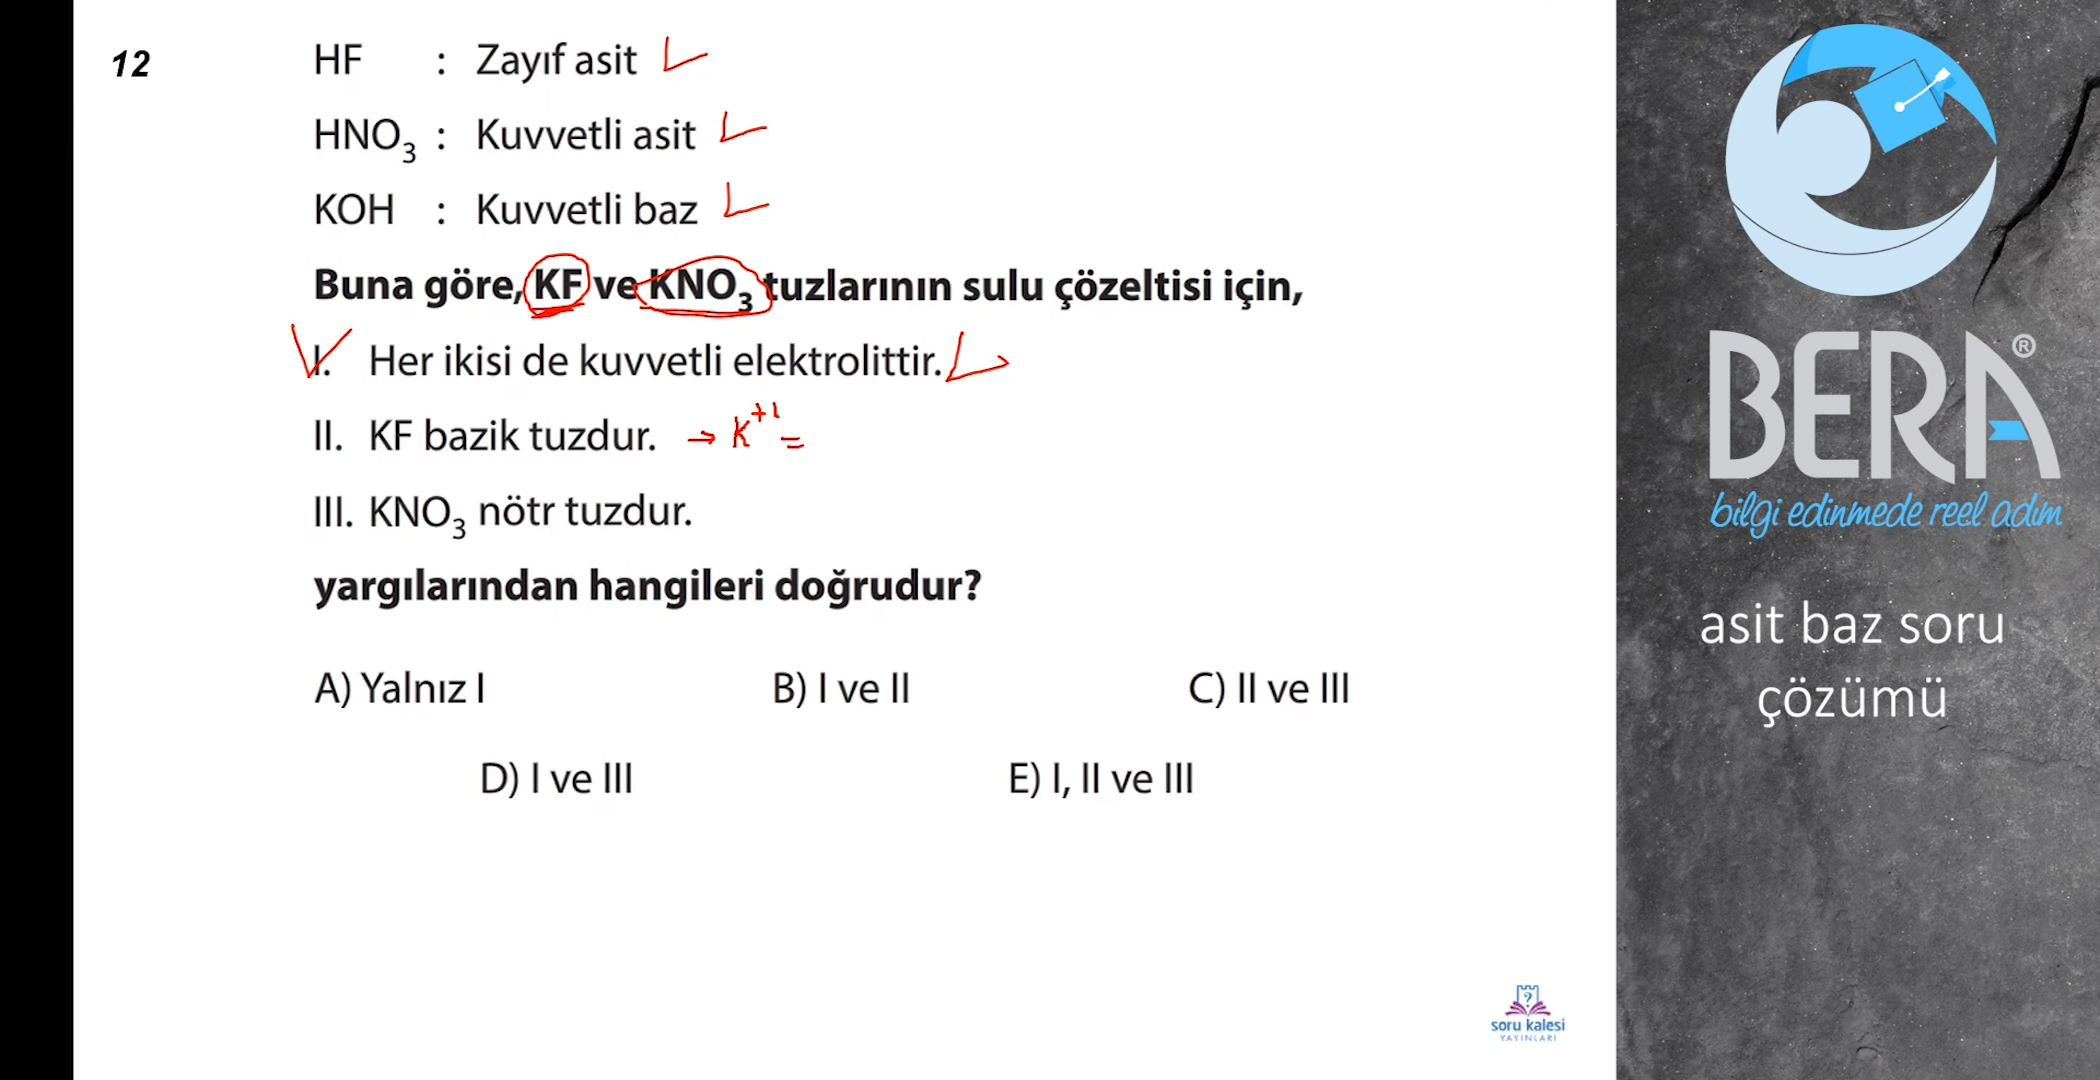 12
HF : Zayıf asit
HNO3 : Kuvvetli asit
KOH : Kuvvetli baz
Buna göre, KF ve KNO3 tuzlarının sulu çözeltisi için,
I. Her ikisi de kuvvetli elektrolittir.
II. KF bazik tuzdur. → K+1 =
III. KNO3 nötr tuzdur.
yargılarından hangileri doğrudur?
A) Yalnız I B) I ve II C) II ve III
D) I ve III E) I, II ve III
BERA®
bilgi edinmede reel adım
asit baz soru
çözümü
?
soru kalesi
YAYINLARI